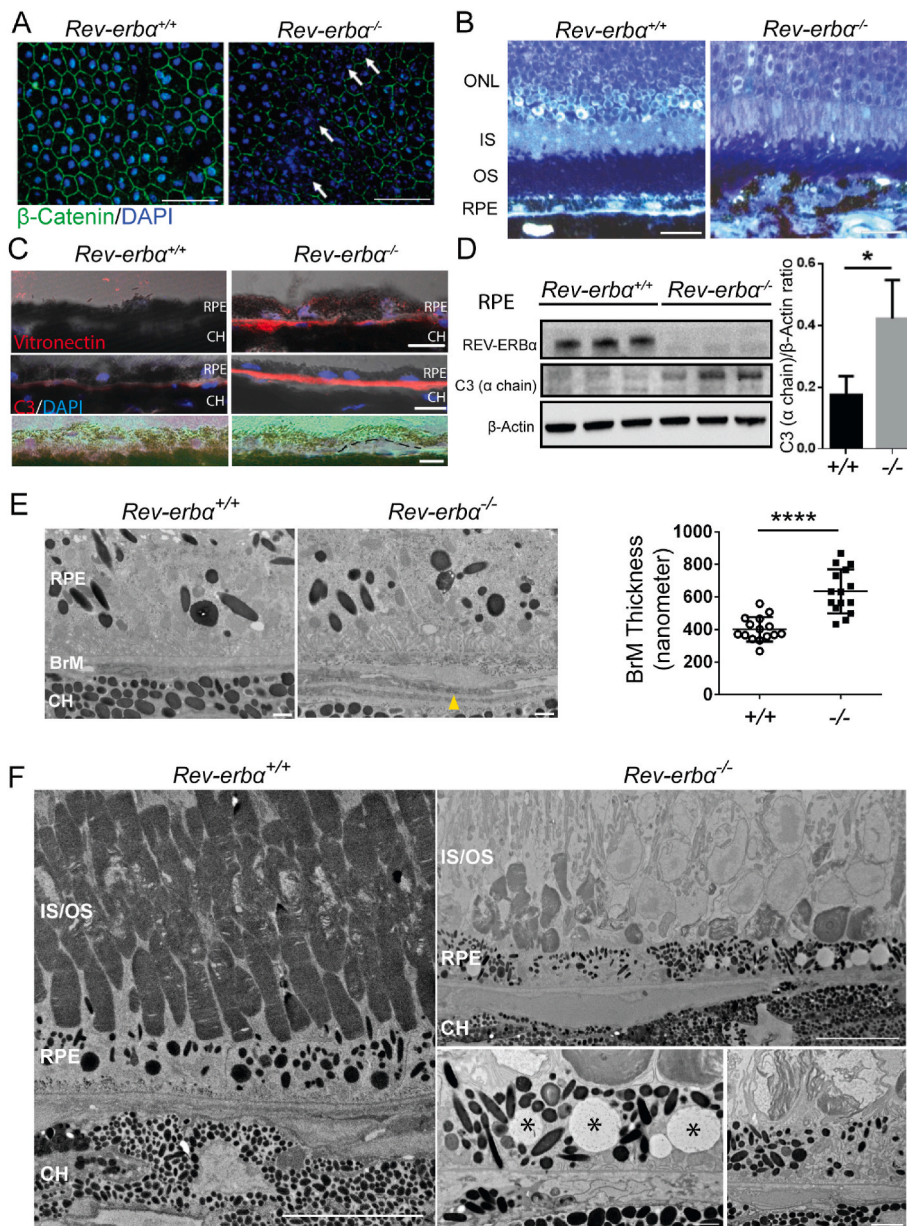 A
Rev-erbα+/+
Rev-erbα-/-
β-Catenin/DAPI
B
Rev-erbα+/+
Rev-erbα-/-
ONL
IS
OS
RPE
C
Rev-erbα+/+
Rev-erbα-/-
RPE
CH
Vitronectin
RPE
CH
RPE
CH
C3/DAPI
RPE
CH
D
RPE
Rev-erbα+/+
Rev-erbα-/-
REV-ERBα
C3 (α chain)
β-Actin
C3 (α chain)/β-Actin ratio
0.6
0.4
0.2
0.0
*
+/+
-/-
E
Rev-erbα+/+
Rev-erbα-/-
RPE
BrM
CH
BrM Thickness
(nanometer)
1000
800
600
400
200
0
****
+/+
-/-
F
Rev-erbα+/+
Rev-erbα-/-
IS/OS
RPE
CH
IS/OS
RPE
CH
* * *